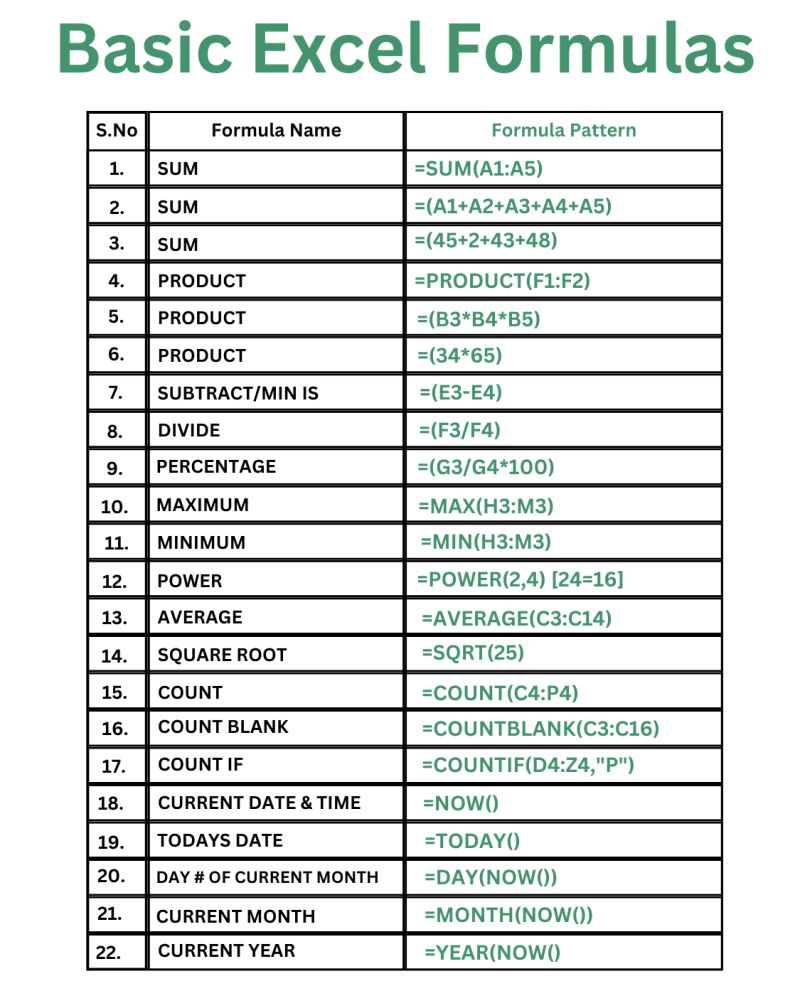 Basic Excel Formulas
S.No Formula Name Formula Pattern
1. SUM =SUM(A1:A5)
2. SUM =(A1+A2+A3+A4+A5)
3. SUM =(45+2+43+48)
4. PRODUCT =PRODUCT(F1:F2)
5. PRODUCT =(B3*B4*B5)
6. PRODUCT =(34*65)
7. SUBTRACT/MIN IS =(E3-E4)
8. DIVIDE =(F3/F4)
9. PERCENTAGE =(G3/G4*100)
10. MAXIMUM =MAX(H3:M3)
11. MINIMUM =MIN(H3:M3)
12. POWER =POWER(2,4) [24=16]
13. AVERAGE =AVERAGE(C3:C14)
14. SQUARE ROOT =SQRT(25)
15. COUNT =COUNT(C4:P4)
16. COUNT BLANK =COUNTBLANK(C3:C16)
17. COUNT IF =COUNTIF(D4:Z4,"P")
18. CURRENT DATE & TIME =NOW()
19. TODAYS DATE =TODAY()
20. DAY # OF CURRENT MONTH =DAY(NOW())
21. CURRENT MONTH =MONTH(NOW())
22. CURRENT YEAR =YEAR(NOW()